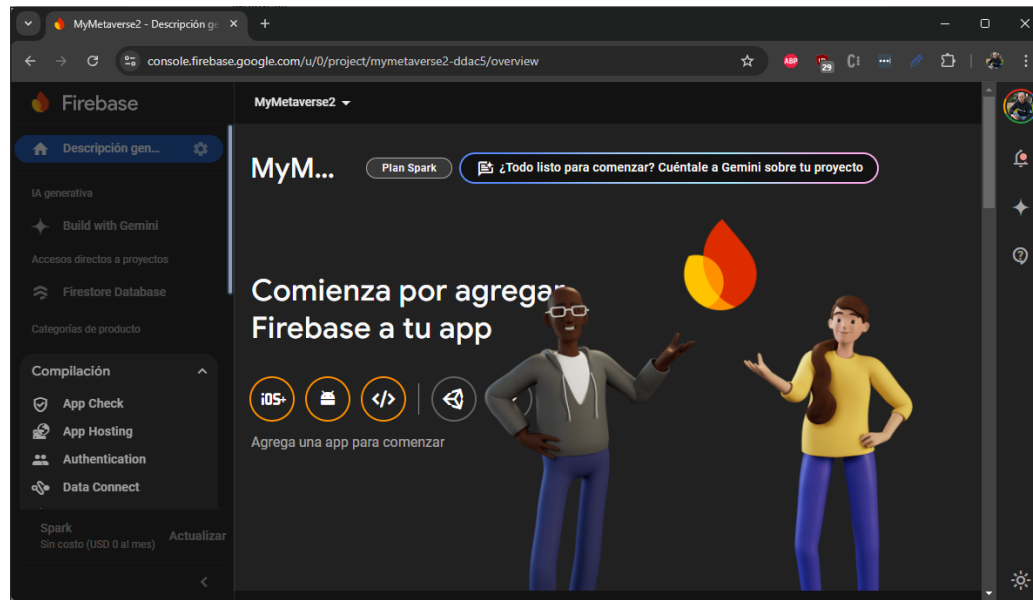 MyMetaverse2 - Descripción ge
console.firebase.google.com/u/0/project/mymetaverse2-ddac5/overview
ABP
29
Firebase
Descripción gen...
IA generativa
Build with Gemini
Accesos directos a proyectos
Firestore Database
Categorías de producto
Compilación
App Check
App Hosting
Authentication
Data Connect
Spark
Sin costo (USD 0 al mes)
Actualizar
MyMetaverse2
MyM...
Plan Spark
¿Todo listo para comenzar? Cuéntale a Gemini sobre tu proyecto
Comienza por agregar
Firebase a tu app
iOS+
</>
Agrega una app para comenzar